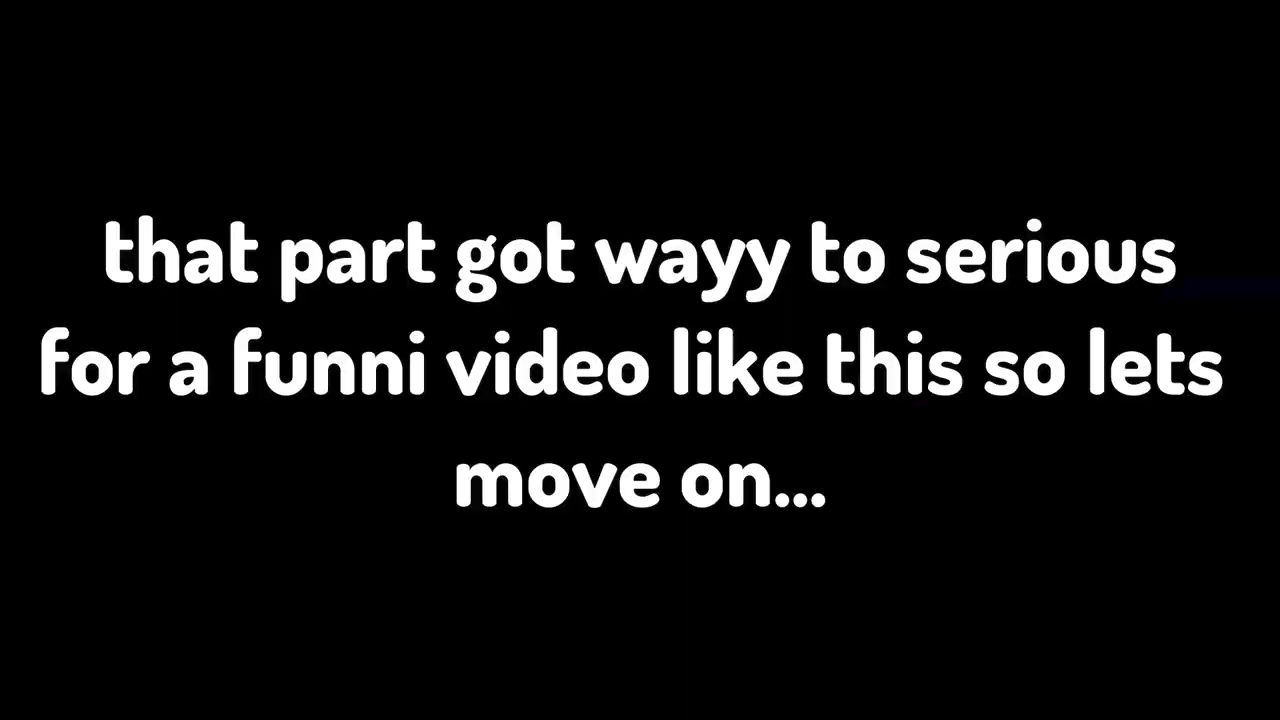 that part got wayy to serious
for a funni video like this so lets
move on...